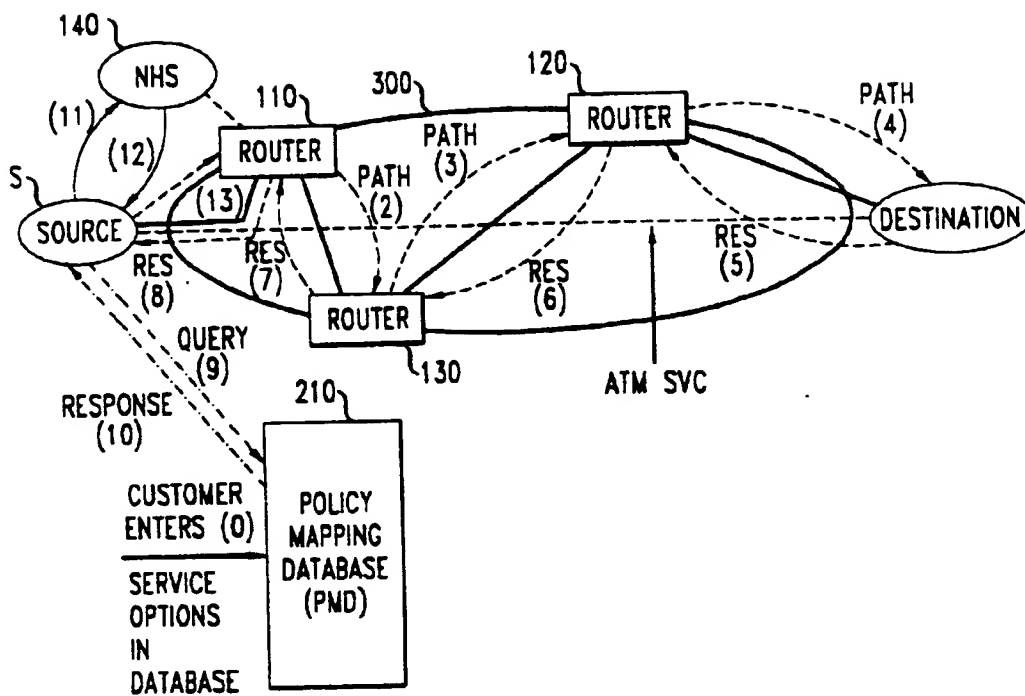 140
NHS
110
300
120
ROUTER
ROUTER
PATH
(4)
PATH
(3)
(11)
(12)
S
SOURCE
(13)
PATH
(2)
DESTINATION
RES
(8)
RES
(7)
RES
(6)
RES
(5)
ROUTER
130
ATM SVC
QUERY
(9)
RESPONSE
(10)
210
CUSTOMER
ENTERS (0)
SERVICE
OPTIONS
IN
DATABASE
POLICY
MAPPING
DATABASE
(PMD)